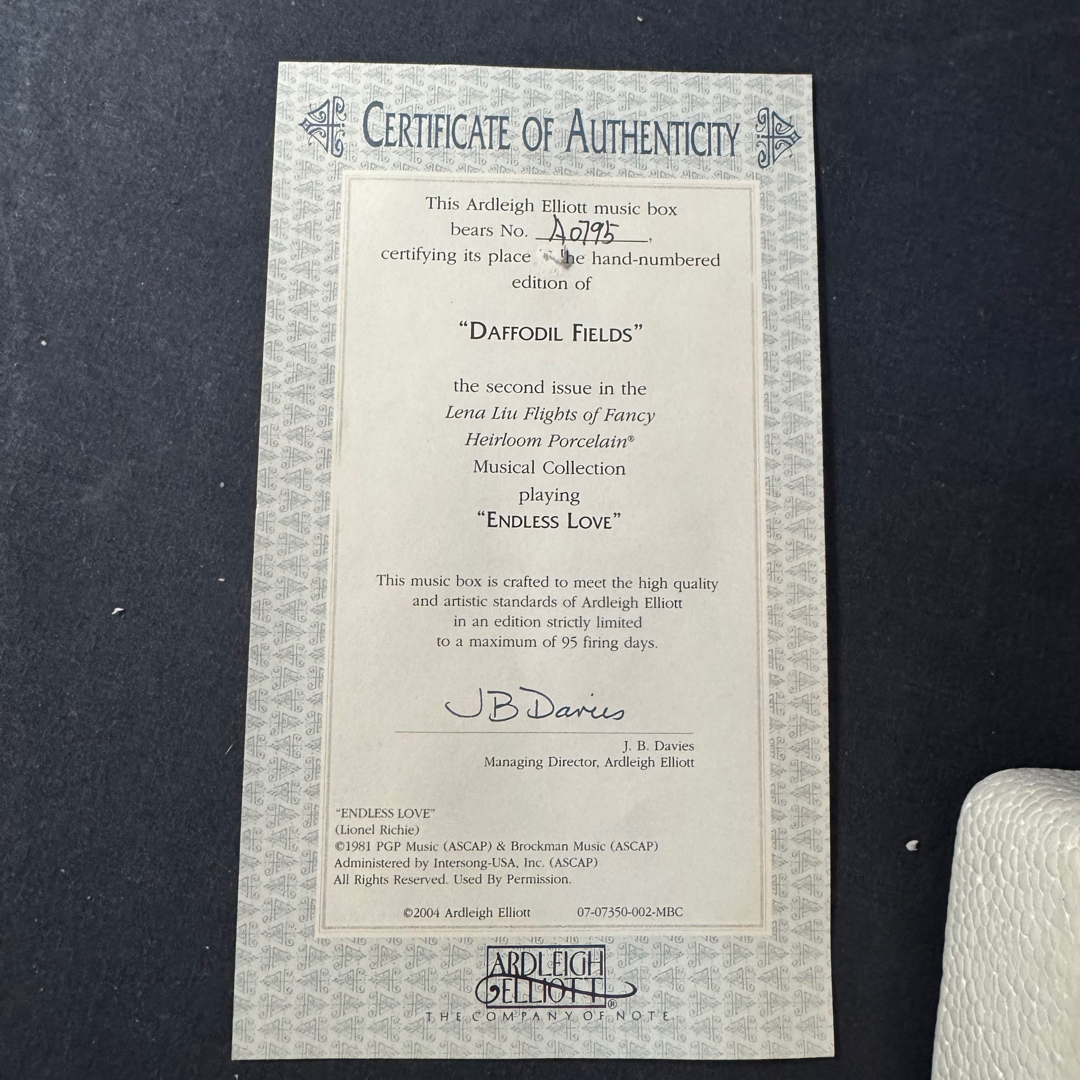 CERTIFICATE OF AUTHENTICITY
This Ardleigh Elliott music box
bears No. A0795,
certifying its place the hand-numbered
edition of
“DAFFODIL FIELDS”
the second issue in the
Lena Liu Flights of Fancy
Heirloom Porcelain®
Musical Collection
playing
“ENDLESS LOVE”
This music box is crafted to meet the high quality
and artistic standards of Ardleigh Elliott
in an edition strictly limited
to a maximum of 95 firing days.
JB Davies
J. B. Davies
Managing Director, Ardleigh Elliott
“ENDLESS LOVE”
(Lionel Richie)
©1981 PGP Music (ASCAP) & Brockman Music (ASCAP)
Administered by Intersong-USA, Inc. (ASCAP)
All Rights Reserved. Used By Permission.
©2004 Ardleigh Elliott 07-07350-002-MBC
ARDLEIGH
ELLIOTT®
THE COMPANY OF NOTE